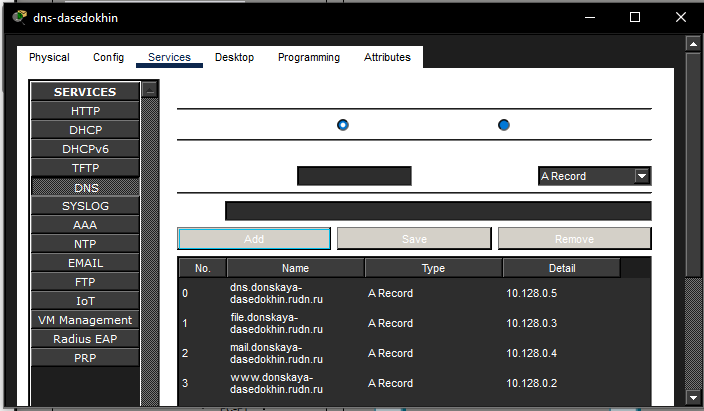 dns-dasedokhin
Physical Config Services Desktop Programming Attributes
SERVICES
HTTP
DHCP
DHCPv6
TFTP
DNS
SYSLOG
AAA
NTP
EMAIL
FTP
IoT
VM Management
Radius EAP
PRP
A Record
Add Save Remove
No. Name Type Detail
0 dns.donskaya-dasedokhin.rudn.ru A Record 10.128.0.5
1 file.donskaya-dasedokhin.rudn.ru A Record 10.128.0.3
2 mail.donskaya-dasedokhin.rudn.ru A Record 10.128.0.4
3 www.donskaya-dasedokhin.rudn.ru A Record 10.128.0.2